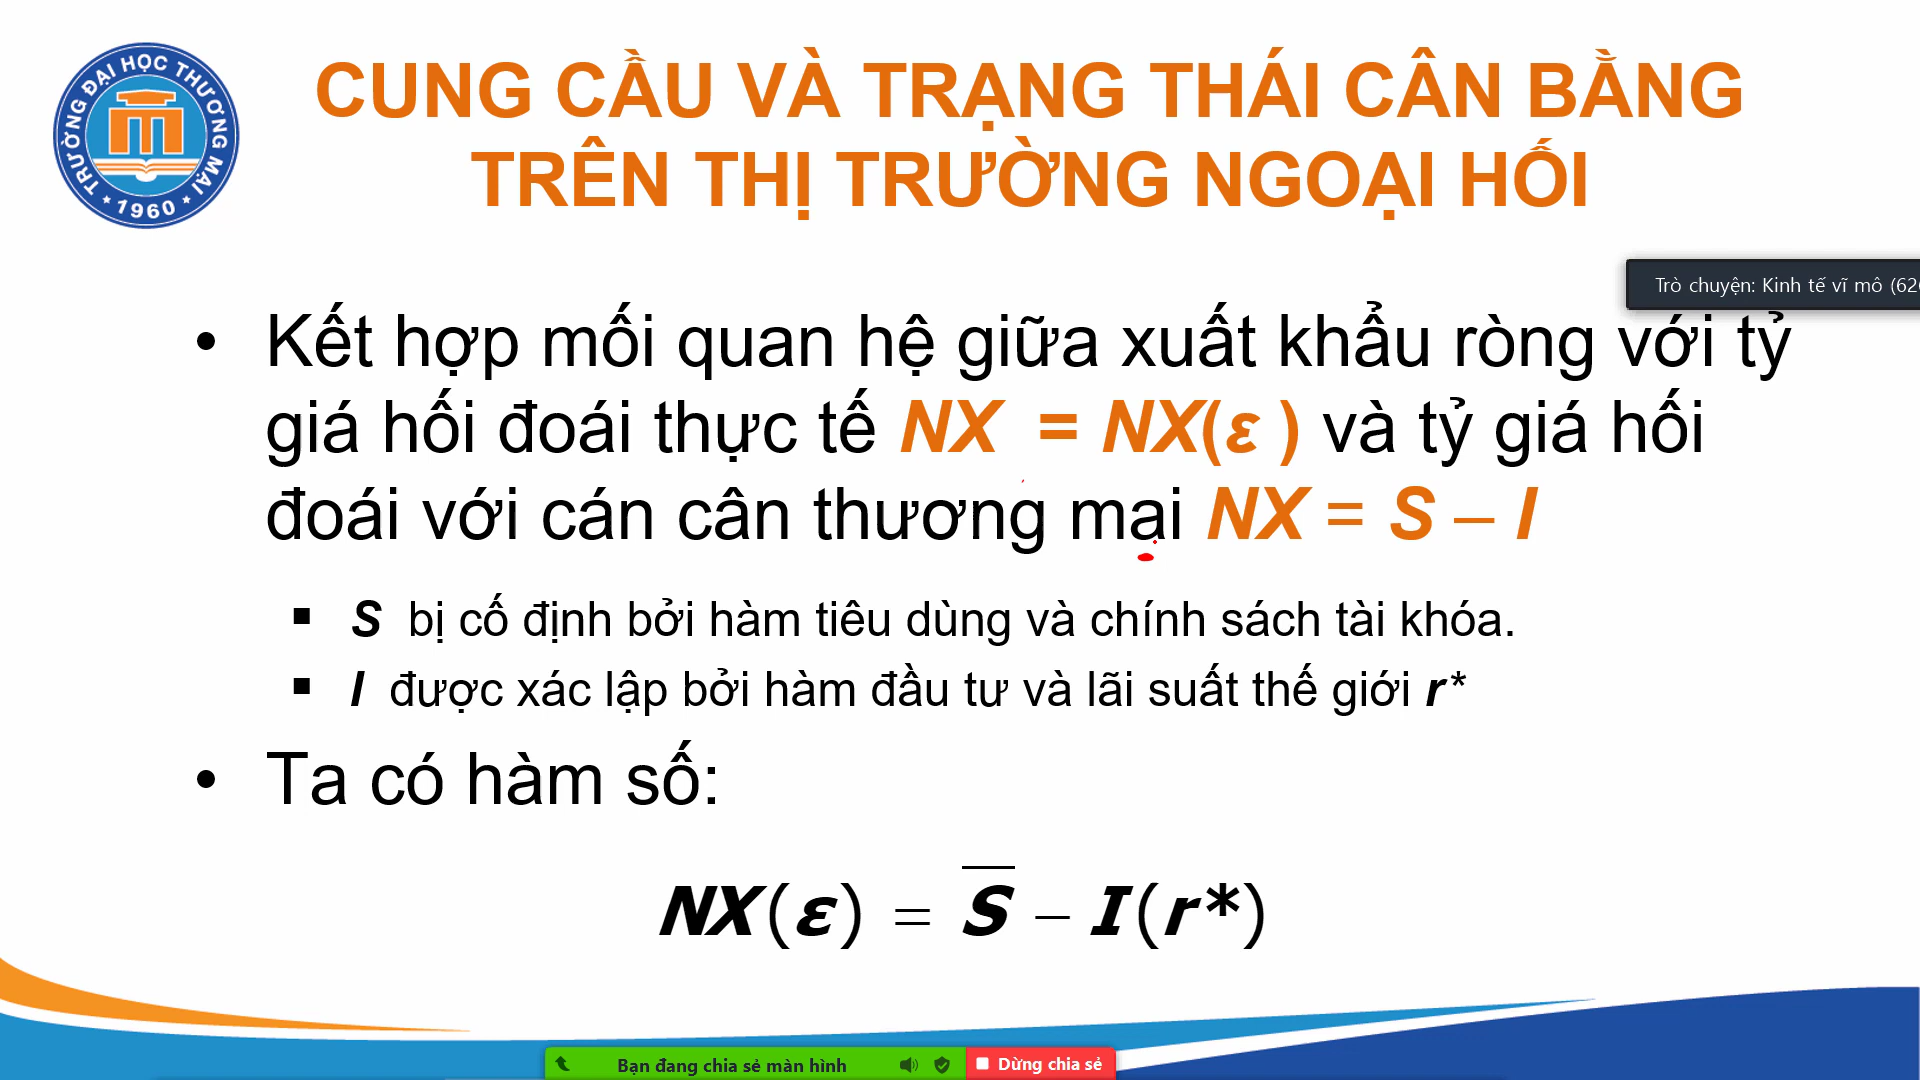 TRƯỜNG ĐẠI HỌC THƯƠNG MẠI
1960
CUNG CẦU VÀ TRẠNG THÁI CÂN BẰNG
TRÊN THỊ TRƯỜNG NGOẠI HỐI
Trò chuyện: Kinh tế vĩ mô (62
• Kết hợp mối quan hệ giữa xuất khẩu ròng với tỷ
giá hối đoái thực tế NX = NX(ε ) và tỷ giá hối
đoái với cán cân thương mại NX = S – I
▪ S bị cố định bởi hàm tiêu dùng và chính sách tài khóa.
▪ I được xác lập bởi hàm đầu tư và lãi suất thế giới r*
• Ta có hàm số:
NX(ε) = S̅ – I(r*)
Bạn đang chia sẻ màn hình
Dừng chia sẻ